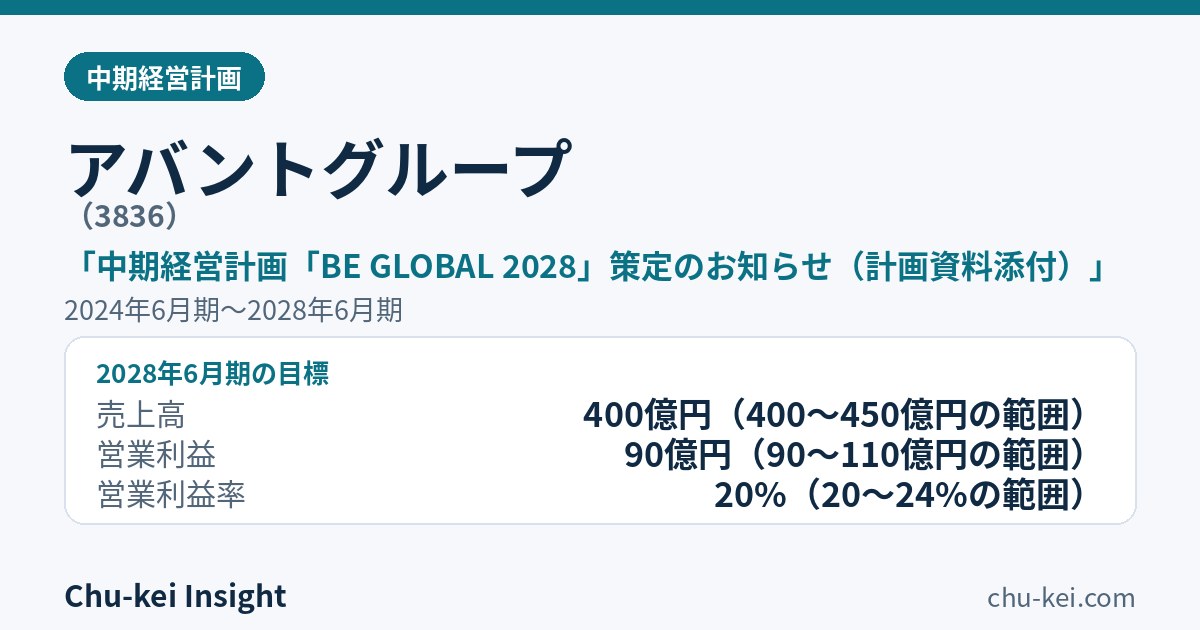 中期経営計画
アバントグループ
（3836）
「中期経営計画「BE GLOBAL 2028」策定のお知らせ（計画資料添付）」
2024年6月期～2028年6月期
2028年6月期の目標
売上高 400億円（400～450億円の範囲）
営業利益 90億円（90～110億円の範囲）
営業利益率 20%（20～24%の範囲）
Chu-kei Insight chu-kei.com